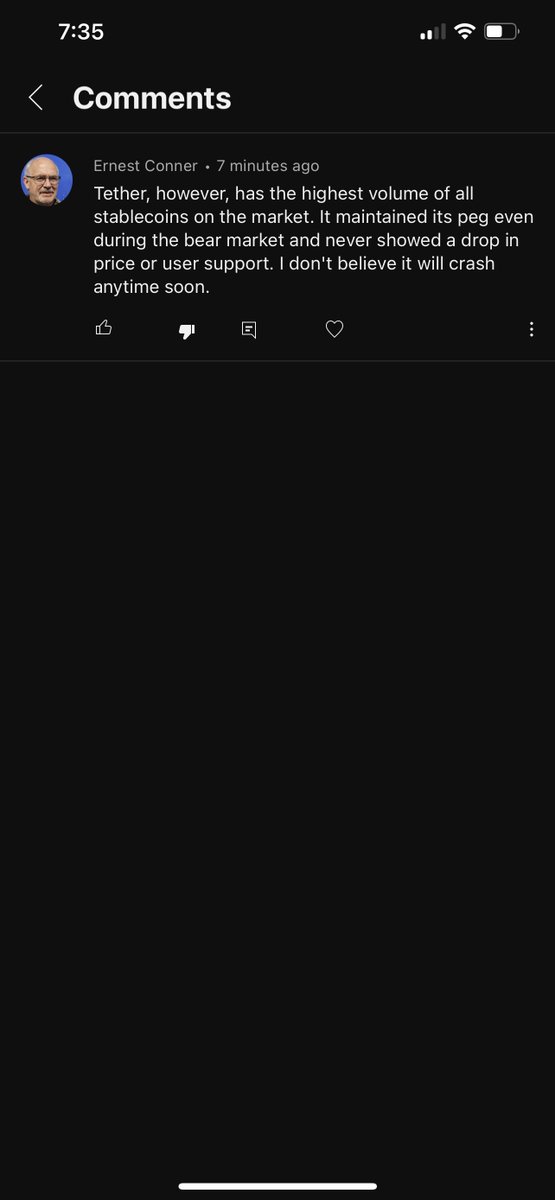 7:35
Comments
Ernest Conner • 7 minutes ago
Tether, however, has the highest volume of all
stablecoins on the market. It maintained its peg even
during the bear market and never showed a drop in
price or user support. I don't believe it will crash
anytime soon.